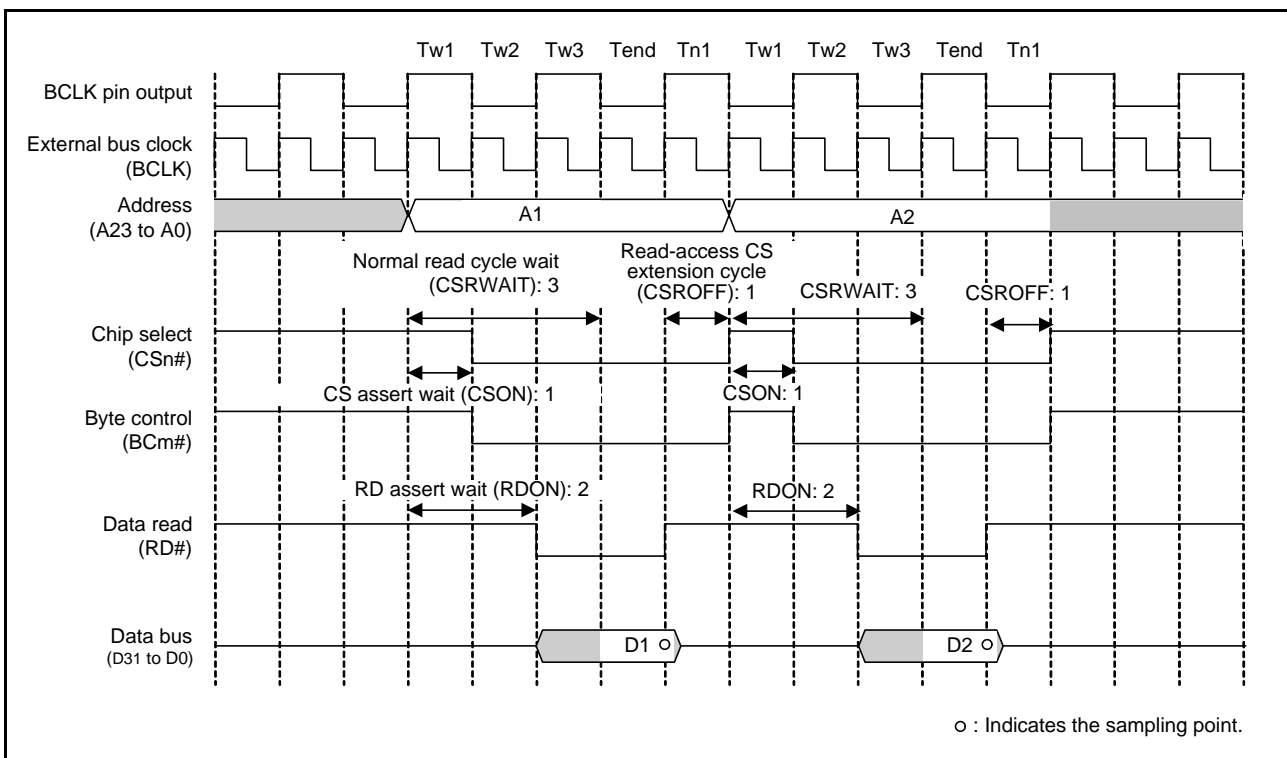 Tw1 Tw2 Tw3 Tend Tn1 Tw1 Tw2 Tw3 Tend Tn1
BCLK pin output
External bus clock
(BCLK)
Address
(A23 to A0)
A1
A2
Normal read cycle wait
(CSRWAIT): 3
Read-access CS
extension cycle
(CSROFF): 1
CSRWAIT: 3
CSROFF: 1
Chip select
(CSn#)
CS assert wait (CSON): 1
CSON: 1
Byte control
(BCm#)
RD assert wait (RDON): 2
RDON: 2
Data read
(RD#)
Data bus
(D31 to D0)
D1
D2
: Indicates the sampling point.